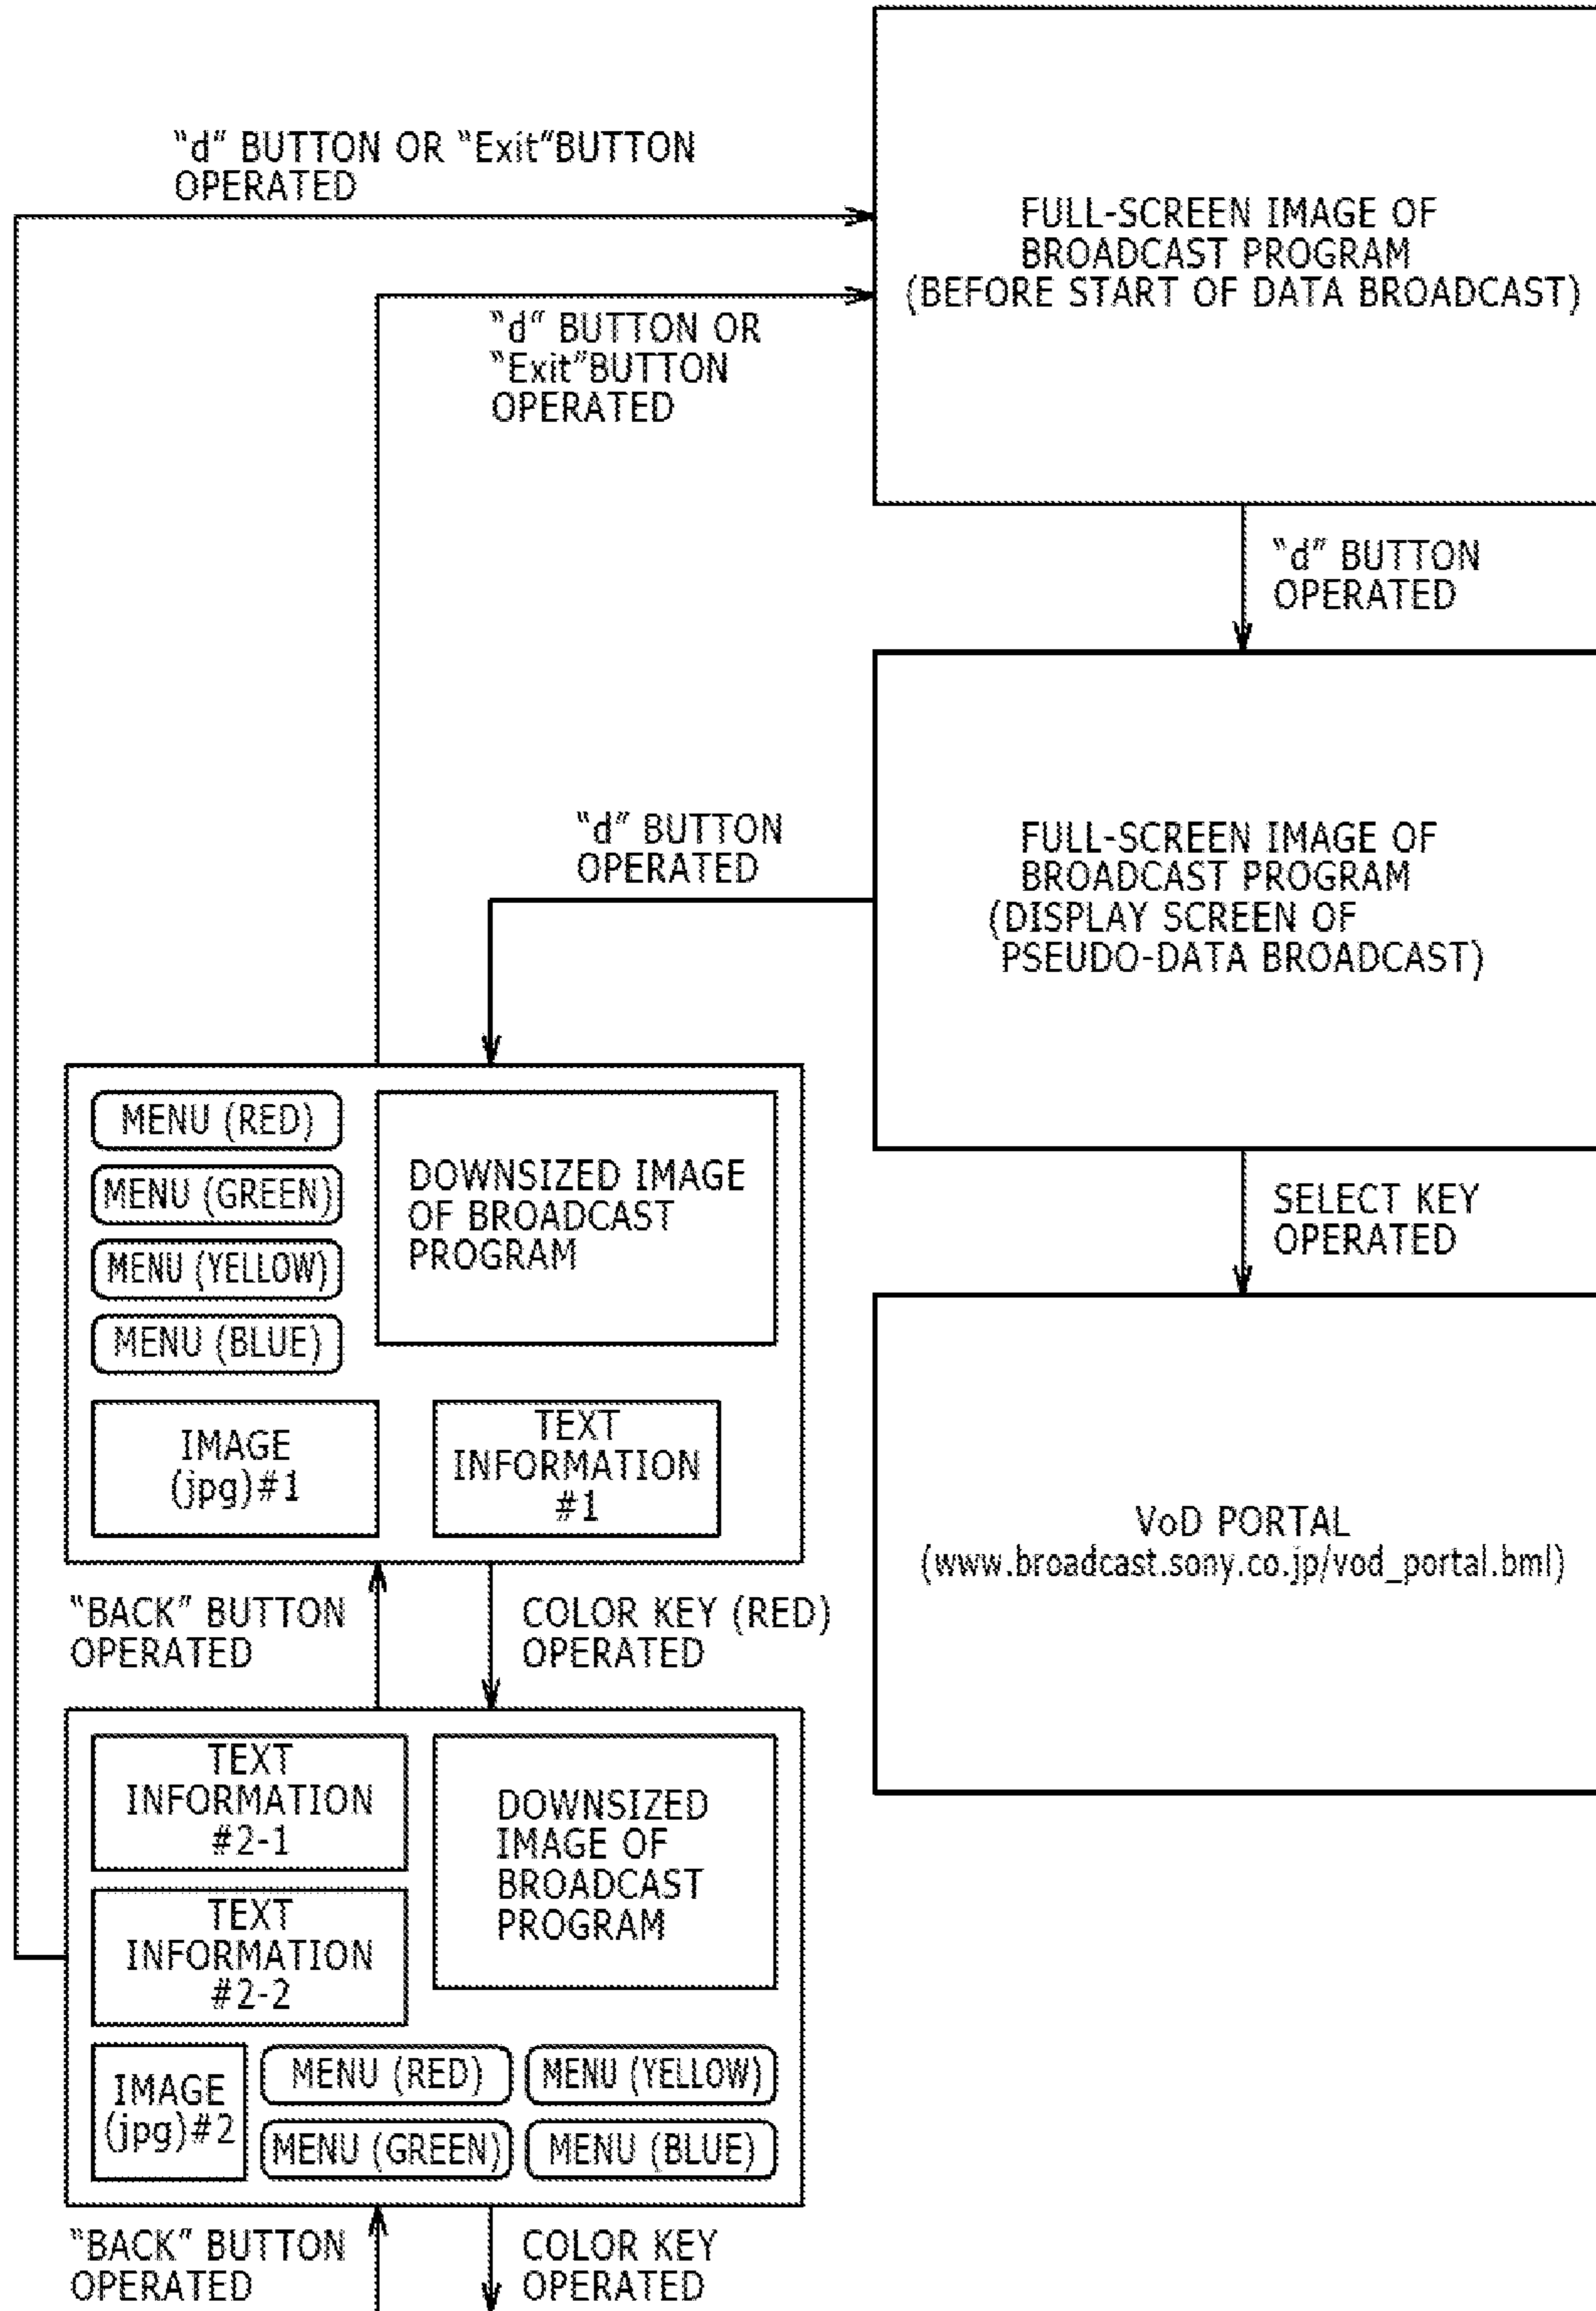 "d" BUTTON OR "Exit"BUTTON
OPERATED
FULL-SCREEN IMAGE OF
BROADCAST PROGRAM
(BEFORE START OF DATA BROADCAST)
"d" BUTTON OR
"Exit"BUTTON
OPERATED
"d" BUTTON
OPERATED
"d" BUTTON
OPERATED
FULL-SCREEN IMAGE OF
BROADCAST PROGRAM
(DISPLAY SCREEN OF
PSEUDO-DATA BROADCAST)
MENU (RED)
MENU (GREEN)
MENU (YELLOW)
MENU (BLUE)
DOWNSIZED IMAGE
OF BROADCAST
PROGRAM
SELECT KEY
OPERATED
IMAGE
(jpg)#1
TEXT
INFORMATION
#1
VoD PORTAL
(www.broadcast.sony.co.jp/vod_portal.bml)
"BACK" BUTTON
OPERATED
COLOR KEY (RED)
OPERATED
TEXT
INFORMATION
#2-1
TEXT
INFORMATION
#2-2
DOWNSIZED
IMAGE OF
BROADCAST
PROGRAM
IMAGE
(jpg)#2
MENU (RED)
MENU (YELLOW)
MENU (GREEN)
MENU (BLUE)
"BACK" BUTTON
OPERATED
COLOR KEY
OPERATED